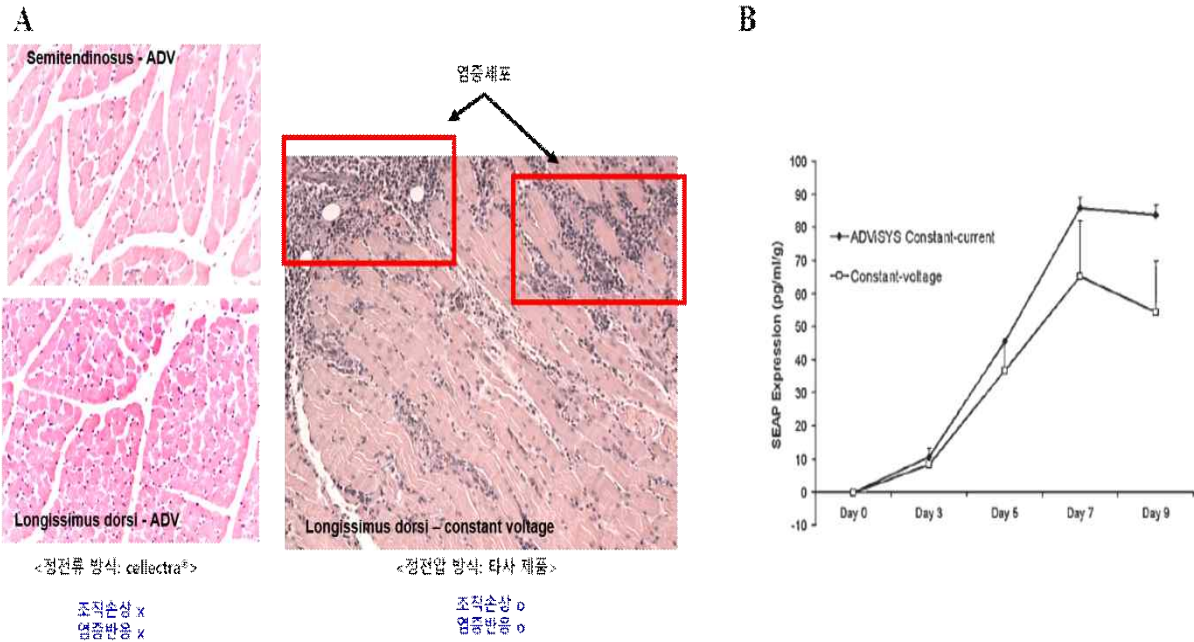 A
Semitendinosus - ADV
Longissimus dorsi - ADV
<정전류 방식: cellectra®>
조직손상 x
염증반응 x
염증세포
Longissimus dorsi – constant voltage
<정전압 방식: 타사 제품>
조직손상 o
염증반응 o
B
SEAP Expression (pg/ml/g)
100
90
80
70
60
50
40
30
20
10
0
-10
ADViSYS Constant-current
Constant-voltage
Day 0 Day 3 Day 5 Day 7 Day 9